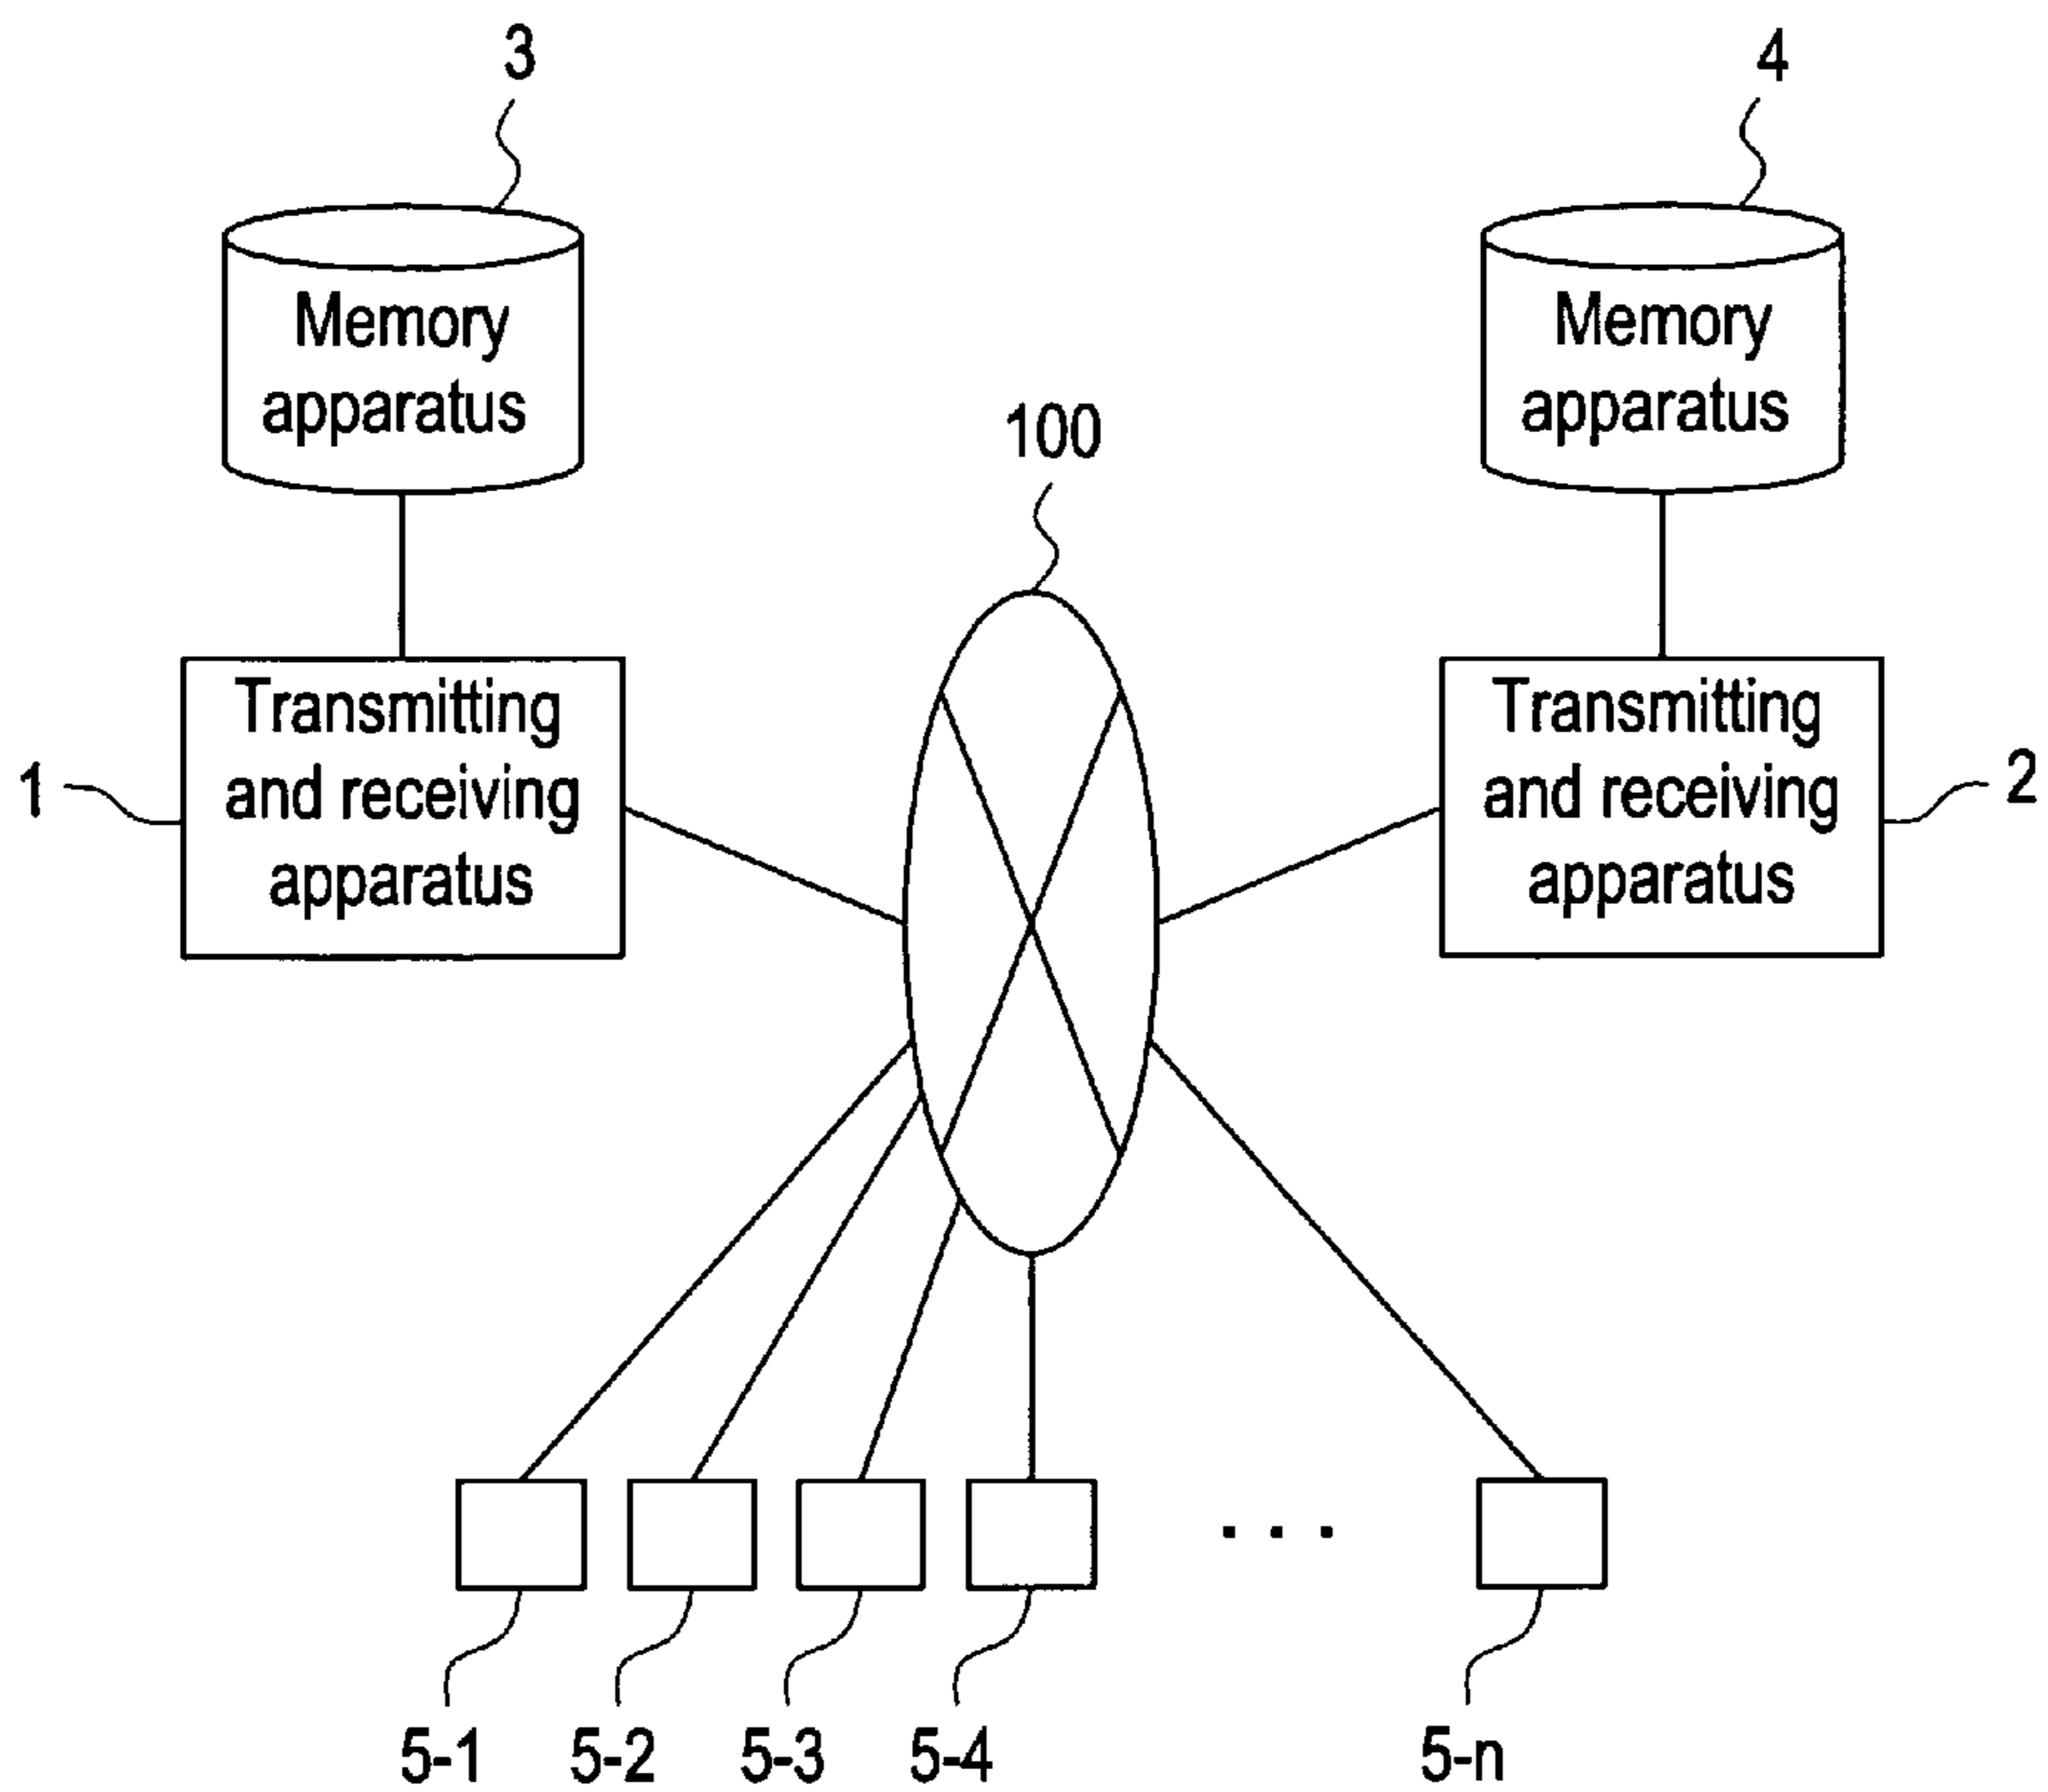 3
4
Memory
apparatus
Memory
apparatus
100
Transmitting
and receiving
apparatus
Transmitting
and receiving
apparatus
1
2
5-1
5-2
5-3
5-4
. . .
5-n